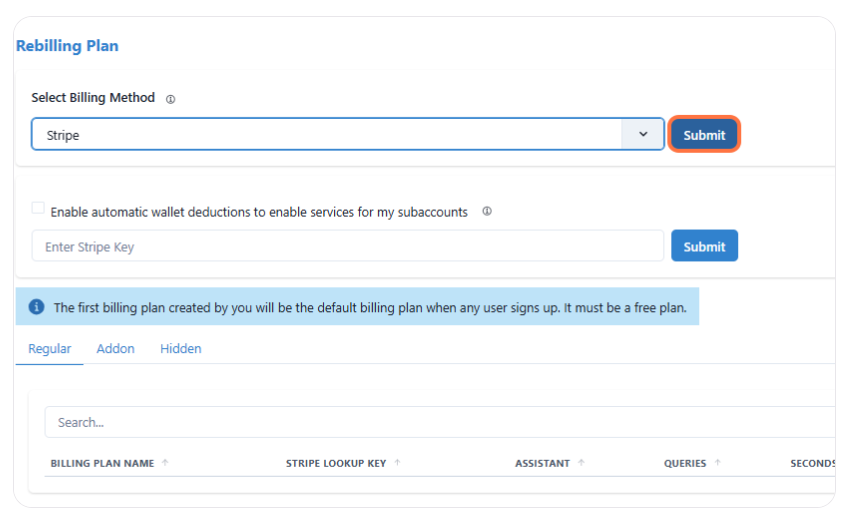 Rebilling Plan
Select Billing Method
Stripe
Submit
Enable automatic wallet deductions to enable services for my subaccounts
Enter Stripe Key
Submit
The first billing plan created by you will be the default billing plan when any user signs up. It must be a free plan.
Regular Addon Hidden
Search...
BILLING PLAN NAME ↑ STRIPE LOOKUP KEY ↑ ASSISTANT ↑ QUERIES ↑ SECONDS